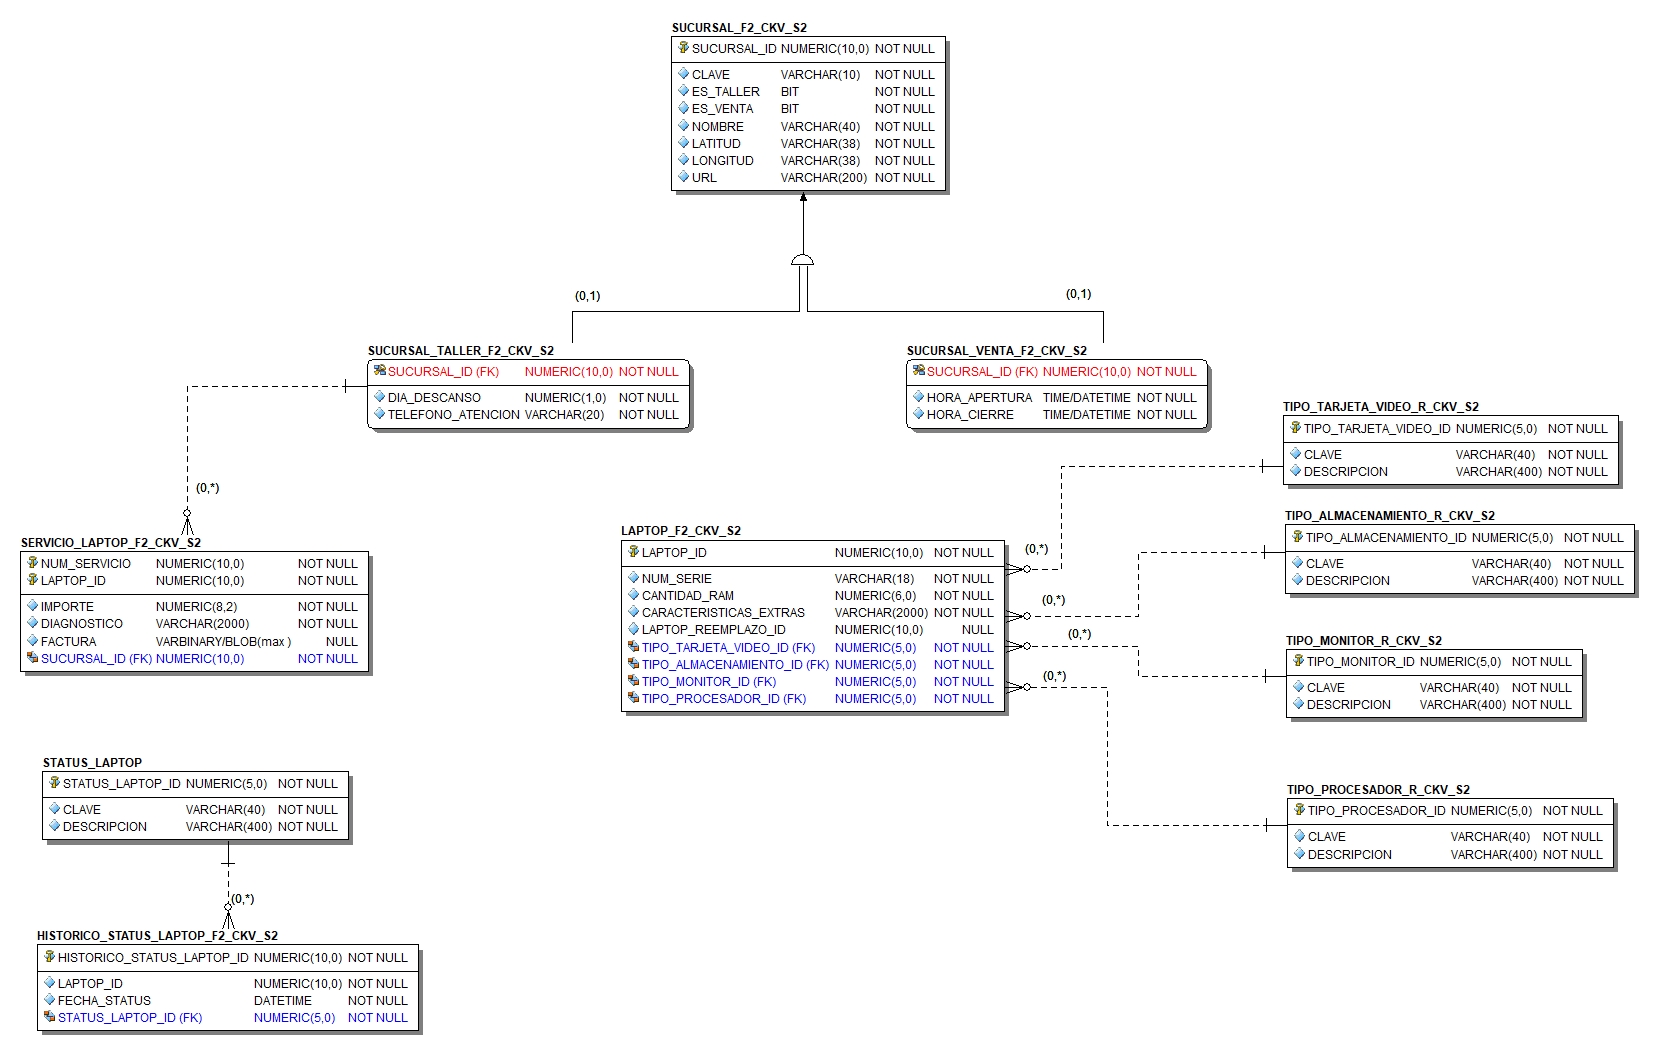 SUCURSAL_F2_CKV_S2
SUCURSAL_ID NUMERIC(10,0) NOT NULL
CLAVE VARCHAR(10) NOT NULL
ES_TALLER BIT NOT NULL
ES_VENTA BIT NOT NULL
NOMBRE VARCHAR(40) NOT NULL
LATITUD VARCHAR(38) NOT NULL
LONGITUD VARCHAR(38) NOT NULL
URL VARCHAR(200) NOT NULL
(0,1)
(0,1)
SUCURSAL_TALLER_F2_CKV_S2
SUCURSAL_ID (FK) NUMERIC(10,0) NOT NULL
DIA_DESCANSO NUMERIC(1,0) NOT NULL
TELEFONO_ATENCION VARCHAR(20) NOT NULL
SUCURSAL_VENTA_F2_CKV_S2
SUCURSAL_ID (FK) NUMERIC(10,0) NOT NULL
HORA_APERTURA TIME/DATETIME NOT NULL
HORA_CIERRE TIME/DATETIME NOT NULL
(0,*)
SERVICIO_LAPTOP_F2_CKV_S2
NUM_SERVICIO NUMERIC(10,0) NOT NULL
LAPTOP_ID NUMERIC(10,0) NOT NULL
IMPORTE NUMERIC(8,2) NOT NULL
DIAGNOSTICO VARCHAR(2000) NOT NULL
FACTURA VARBINARY/BLOB(max) NULL
SUCURSAL_ID (FK) NUMERIC(10,0) NOT NULL
LAPTOP_F2_CKV_S2
LAPTOP_ID NUMERIC(10,0) NOT NULL
NUM_SERIE VARCHAR(18) NOT NULL
CANTIDAD_RAM NUMERIC(6,0) NOT NULL
CARACTERISTICAS_EXTRAS VARCHAR(2000) NOT NULL
LAPTOP_REEMPLAZO_ID NUMERIC(10,0) NULL
TIPO_TARJETA_VIDEO_ID (FK) NUMERIC(5,0) NOT NULL
TIPO_ALMACENAMIENTO_ID (FK) NUMERIC(5,0) NOT NULL
TIPO_MONITOR_ID (FK) NUMERIC(5,0) NOT NULL
TIPO_PROCESADOR_ID (FK) NUMERIC(5,0) NOT NULL
(0,*)
(0,*)
(0,*)
(0,*)
TIPO_TARJETA_VIDEO_R_CKV_S2
TIPO_TARJETA_VIDEO_ID NUMERIC(5,0) NOT NULL
CLAVE VARCHAR(40) NOT NULL
DESCRIPCION VARCHAR(400) NOT NULL
TIPO_ALMACENAMIENTO_R_CKV_S2
TIPO_ALMACENAMIENTO_ID NUMERIC(5,0) NOT NULL
CLAVE VARCHAR(40) NOT NULL
DESCRIPCION VARCHAR(400) NOT NULL
TIPO_MONITOR_R_CKV_S2
TIPO_MONITOR_ID NUMERIC(5,0) NOT NULL
CLAVE VARCHAR(40) NOT NULL
DESCRIPCION VARCHAR(400) NOT NULL
TIPO_PROCESADOR_R_CKV_S2
TIPO_PROCESADOR_ID NUMERIC(5,0) NOT NULL
CLAVE VARCHAR(40) NOT NULL
DESCRIPCION VARCHAR(400) NOT NULL
STATUS_LAPTOP
STATUS_LAPTOP_ID NUMERIC(5,0) NOT NULL
CLAVE VARCHAR(40) NOT NULL
DESCRIPCION VARCHAR(400) NOT NULL
(0,*)
HISTORICO_STATUS_LAPTOP_F2_CKV_S2
HISTORICO_STATUS_LAPTOP_ID NUMERIC(10,0) NOT NULL
LAPTOP_ID NUMERIC(10,0) NOT NULL
FECHA_STATUS DATETIME NOT NULL
STATUS_LAPTOP_ID (FK) NUMERIC(5,0) NOT NULL